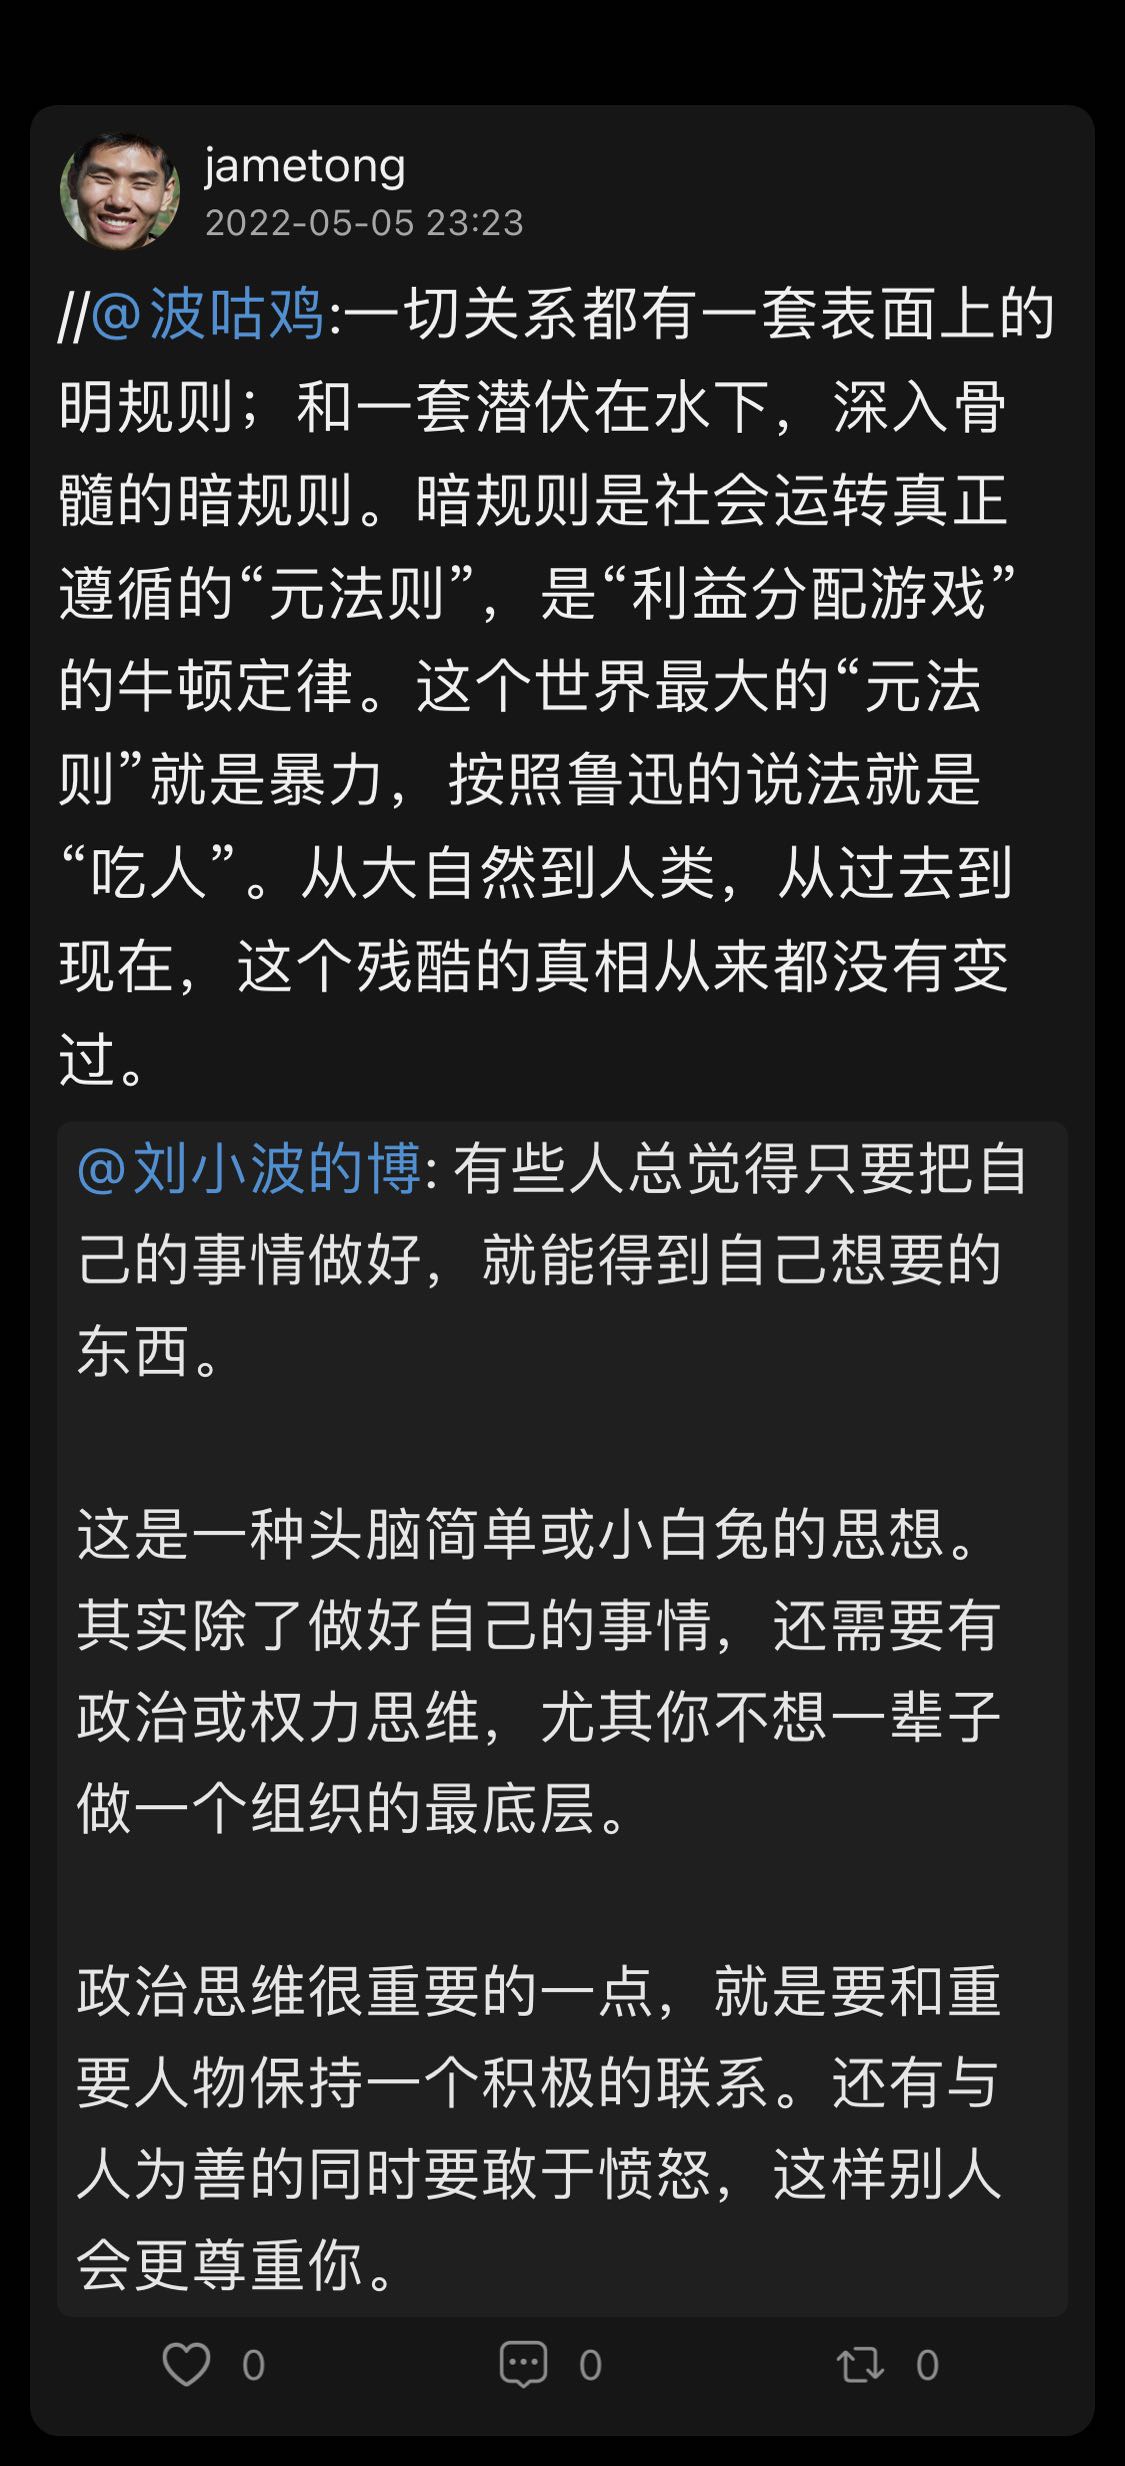 jametong
2022-05-05 23:23
//@波咕鸡:一切关系都有一套表面上的
明规则；和一套潜伏在水下，深入骨
髓的暗规则。暗规则是社会运转真正
遵循的“元法则”，是“利益分配游戏”
的牛顿定律。这个世界最大的“元法
则”就是暴力，按照鲁迅的说法就是
“吃人”。从大自然到人类，从过去到
现在，这个残酷的真相从来都没有变
过。
@刘小波的博: 有些人总觉得只要把自
己的事情做好，就能得到自己想要的
东西。
这是一种头脑简单或小白兔的思想。
其实除了做好自己的事情，还需要有
政治或权力思维，尤其你不想一辈子
做一个组织的最底层。
政治思维很重要的一点，就是要和重
要人物保持一个积极的联系。还有与
人为善的同时要敢于愤怒，这样别人
会更尊重你。
0 0 0